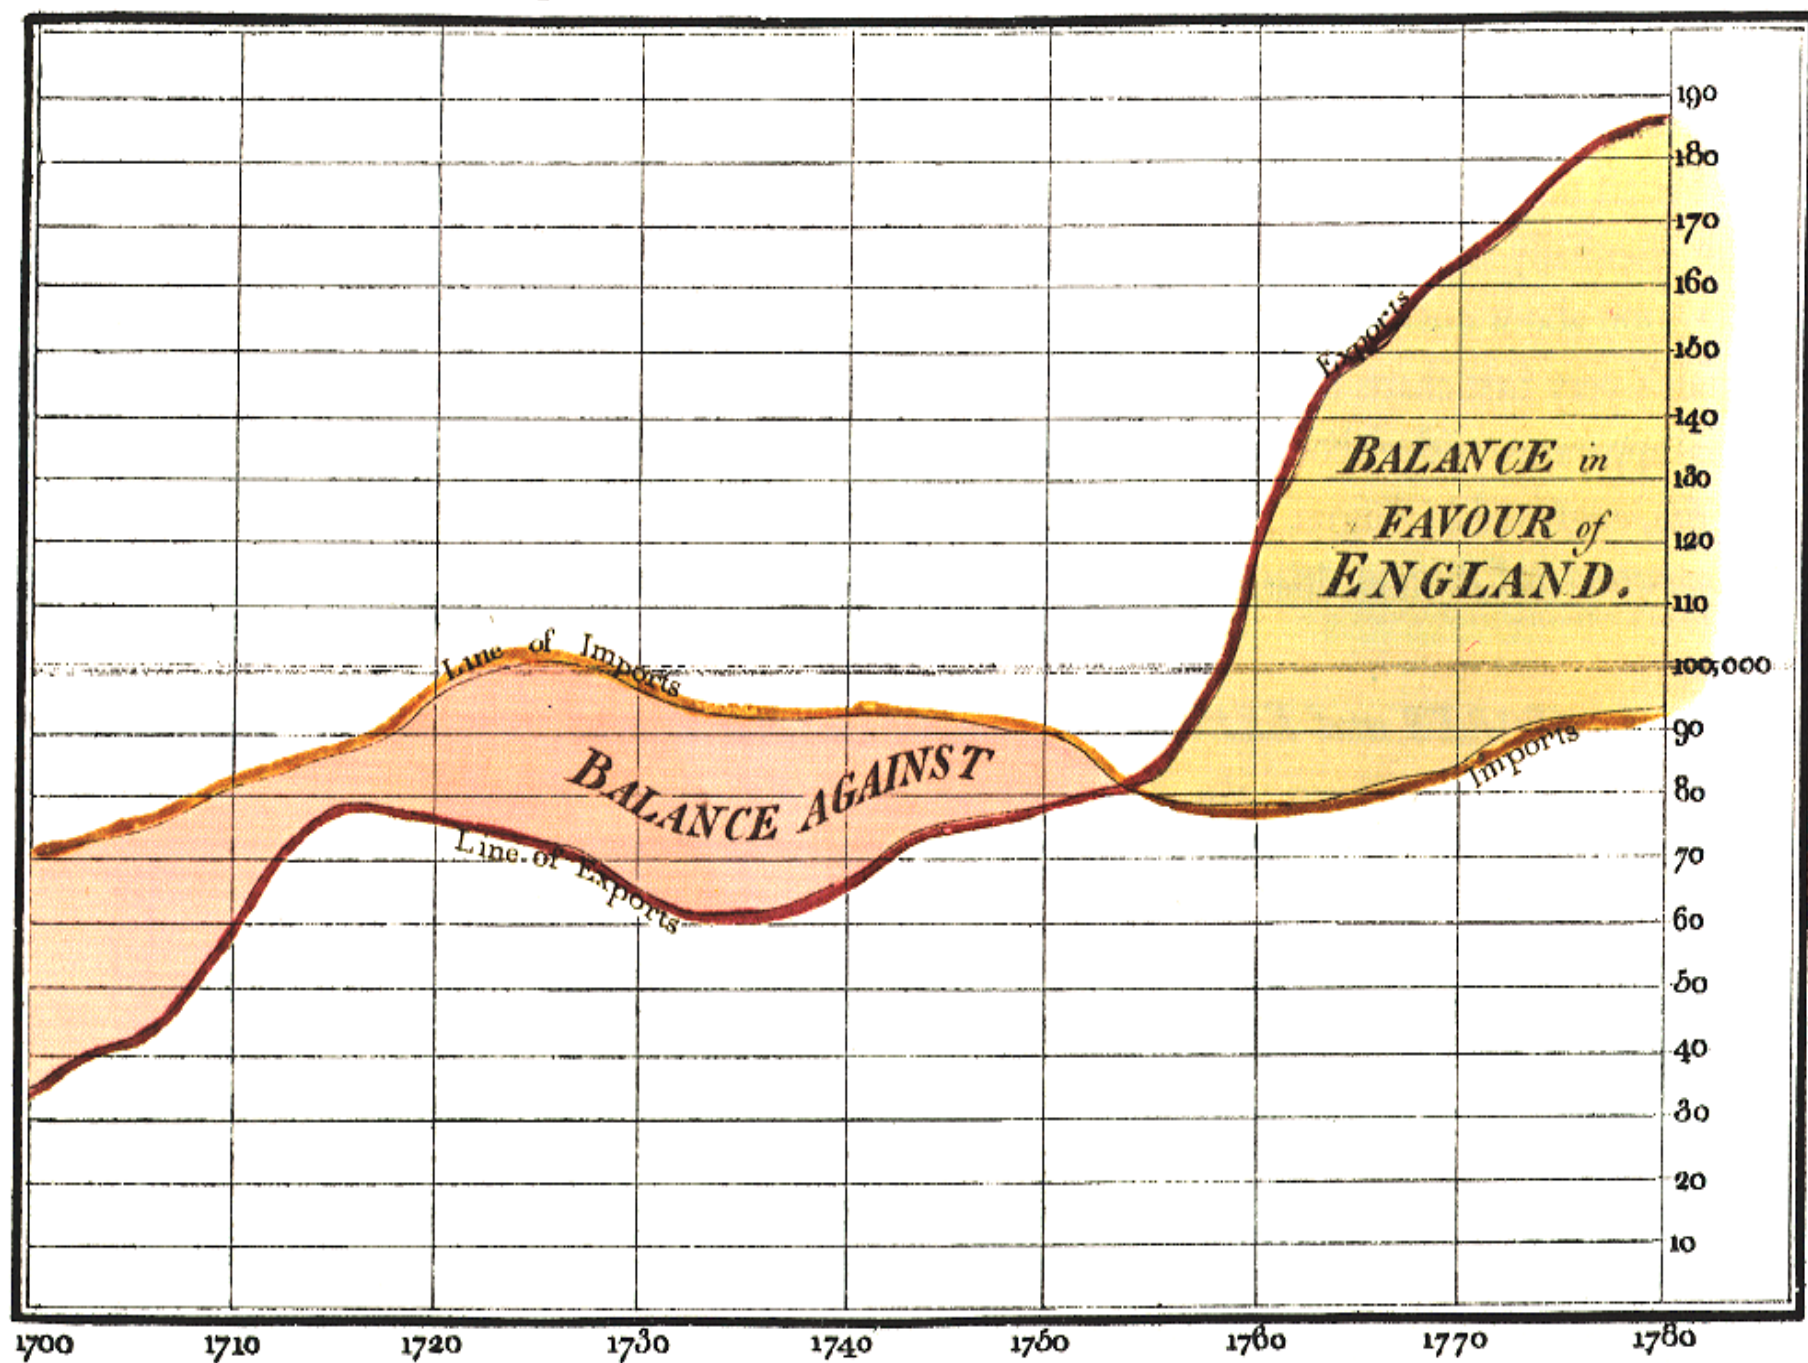 190
180
170
160
150
140
130
120
110
100,000
90
80
70
60
50
40
30
20
10
Exports
BALANCE in
FAVOUR of
ENGLAND.
Imports
Line of Imports
BALANCE AGAINST
Line of Exports
1700 1710 1720 1730 1740 1750 1760 1770 1780